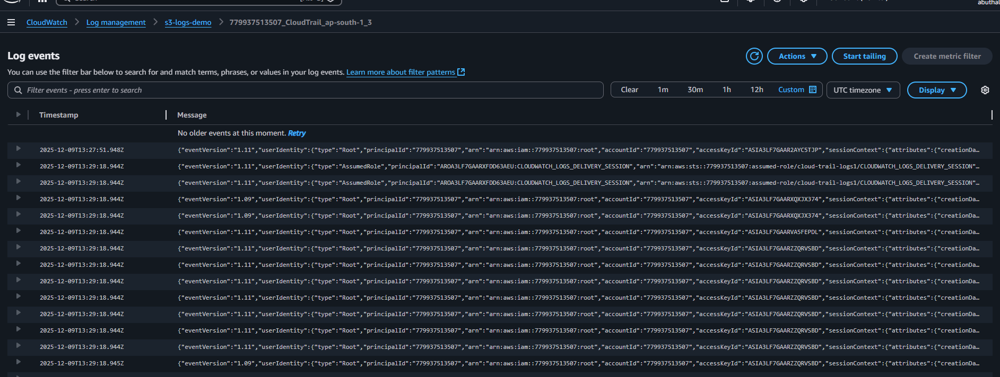 abuthal
CloudWatch > Log management > s3-logs-demo > 779937513507_CloudTrail_ap-south-1_3
Log events
Actions Start tailing Create metric filter
You can use the filter bar below to search for and match terms, phrases, or values in your log events. Learn more about filter patterns
Filter events - press enter to search
Clear 1m 30m 1h 12h Custom UTC timezone Display
Timestamp Message
No older events at this moment. Retry
2025-12-09T13:27:51.948Z {"eventVersion":"1.11","userIdentity":{"type":"Root","principalId":"779937513507","arn":"arn:aws:iam::779937513507:root","accountId":"779937513507","accessKeyId":"ASIA3LF7GAAR2AYC5TJP","sessionContext":{"attributes":{"creationDa…
2025-12-09T13:29:18.944Z {"eventVersion":"1.11","userIdentity":{"type":"AssumedRole","principalId":"AROA3LF7GAARXFDD63AEU:CLOUDWATCH_LOGS_DELIVERY_SESSION","arn":"arn:aws:sts::779937513507:assumed-role/cloud-trail-logs1/CLOUDWATCH_LOGS_DELIVERY_SESSION"…
2025-12-09T13:29:18.944Z {"eventVersion":"1.11","userIdentity":{"type":"AssumedRole","principalId":"AROA3LF7GAARXFDD63AEU:CLOUDWATCH_LOGS_DELIVERY_SESSION","arn":"arn:aws:sts::779937513507:assumed-role/cloud-trail-logs1/CLOUDWATCH_LOGS_DELIVERY_SESSION"…
2025-12-09T13:29:18.944Z {"eventVersion":"1.09","userIdentity":{"type":"Root","principalId":"779937513507","arn":"arn:aws:iam::779937513507:root","accountId":"779937513507","accessKeyId":"ASIA3LF7GAARXQXJX374","sessionContext":{"attributes":{"creationDa…
2025-12-09T13:29:18.944Z {"eventVersion":"1.09","userIdentity":{"type":"Root","principalId":"779937513507","arn":"arn:aws:iam::779937513507:root","accountId":"779937513507","accessKeyId":"ASIA3LF7GAARXQXJX374","sessionContext":{"attributes":{"creationDa…
2025-12-09T13:29:18.944Z {"eventVersion":"1.11","userIdentity":{"type":"Root","principalId":"779937513507","arn":"arn:aws:iam::779937513507:root","accountId":"779937513507","accessKeyId":"ASIA3LF7GAARVA5FEPDL","sessionContext":{"attributes":{"creationDa…
2025-12-09T13:29:18.944Z {"eventVersion":"1.11","userIdentity":{"type":"Root","principalId":"779937513507","arn":"arn:aws:iam::779937513507:root","accountId":"779937513507","accessKeyId":"ASIA3LF7GAARZZQRVSBD","sessionContext":{"attributes":{"creationDa…
2025-12-09T13:29:18.944Z {"eventVersion":"1.11","userIdentity":{"type":"Root","principalId":"779937513507","arn":"arn:aws:iam::779937513507:root","accountId":"779937513507","accessKeyId":"ASIA3LF7GAARZZQRVSBD","sessionContext":{"attributes":{"creationDa…
2025-12-09T13:29:18.944Z {"eventVersion":"1.11","userIdentity":{"type":"Root","principalId":"779937513507","arn":"arn:aws:iam::779937513507:root","accountId":"779937513507","accessKeyId":"ASIA3LF7GAARZZQRVSBD","sessionContext":{"attributes":{"creationDa…
2025-12-09T13:29:18.944Z {"eventVersion":"1.11","userIdentity":{"type":"Root","principalId":"779937513507","arn":"arn:aws:iam::779937513507:root","accountId":"779937513507","accessKeyId":"ASIA3LF7GAARZZQRVSBD","sessionContext":{"attributes":{"creationDa…
2025-12-09T13:29:18.944Z {"eventVersion":"1.11","userIdentity":{"type":"Root","principalId":"779937513507","arn":"arn:aws:iam::779937513507:root","accountId":"779937513507","accessKeyId":"ASIA3LF7GAARZZQRVSBD","sessionContext":{"attributes":{"creationDa…
2025-12-09T13:29:18.944Z {"eventVersion":"1.11","userIdentity":{"type":"Root","principalId":"779937513507","arn":"arn:aws:iam::779937513507:root","accountId":"779937513507","accessKeyId":"ASIA3LF7GAARZZQRVSBD","sessionContext":{"attributes":{"creationDa…
2025-12-09T13:29:18.944Z {"eventVersion":"1.11","userIdentity":{"type":"Root","principalId":"779937513507","arn":"arn:aws:iam::779937513507:root","accountId":"779937513507","accessKeyId":"ASIA3LF7GAARZZQRVSBD","sessionContext":{"attributes":{"creationDa…
2025-12-09T13:29:18.945Z {"eventVersion":"1.09","userIdentity":{"type":"Root","principalId":"779937513507","arn":"arn:aws:iam::779937513507:root","accountId":"779937513507","accessKeyId":"ASIA3LF7GAARZZQRVSBD","sessionContext":{"attributes":{"creationDa…